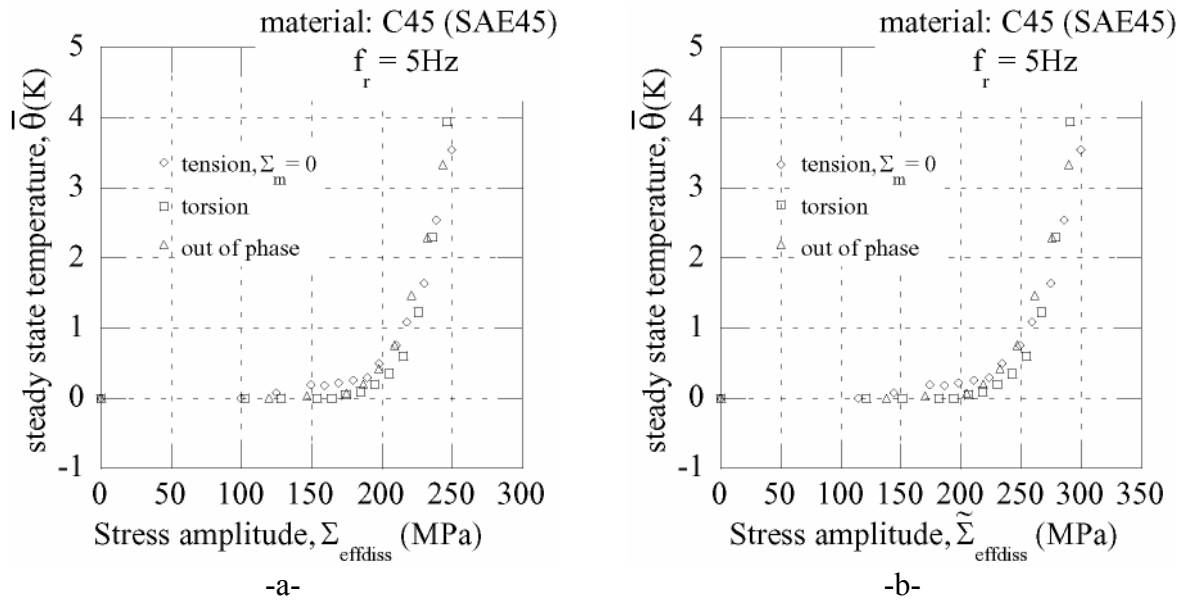 material: C45 (SAE45)
f_r = 5Hz
5
4
3
2
1
0
-1
steady state temperature, θ̄(K)
tension, Σ_m = 0
torsion
out of phase
0 50 100 150 200 250 300
Stress amplitude, Σ_effdiss (MPa)
-a-
material: C45 (SAE45)
f_r = 5Hz
5
4
3
2
1
0
-1
steady state temperature, θ̄(K)
tension, Σ_m = 0
torsion
out of phase
0 50 100 150 200 250 300 350
Stress amplitude, Σ̃_effdiss (MPa)
-b-